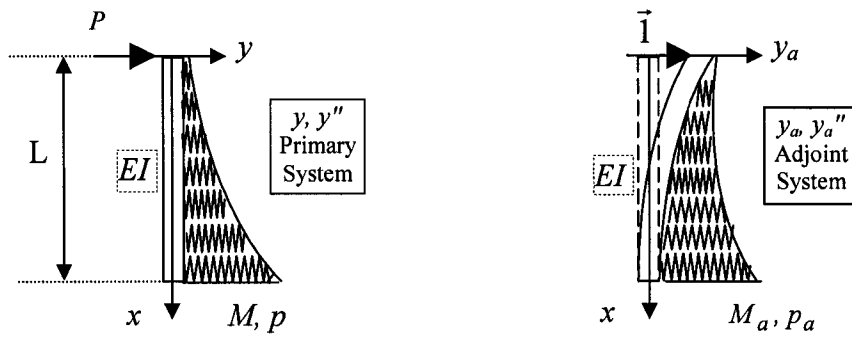 P
y
L
EI
y, y″
Primary
System
x
M, p
1⃗
y_a
EI
y_a, y_a″
Adjoint
System
x
M_a, p_a